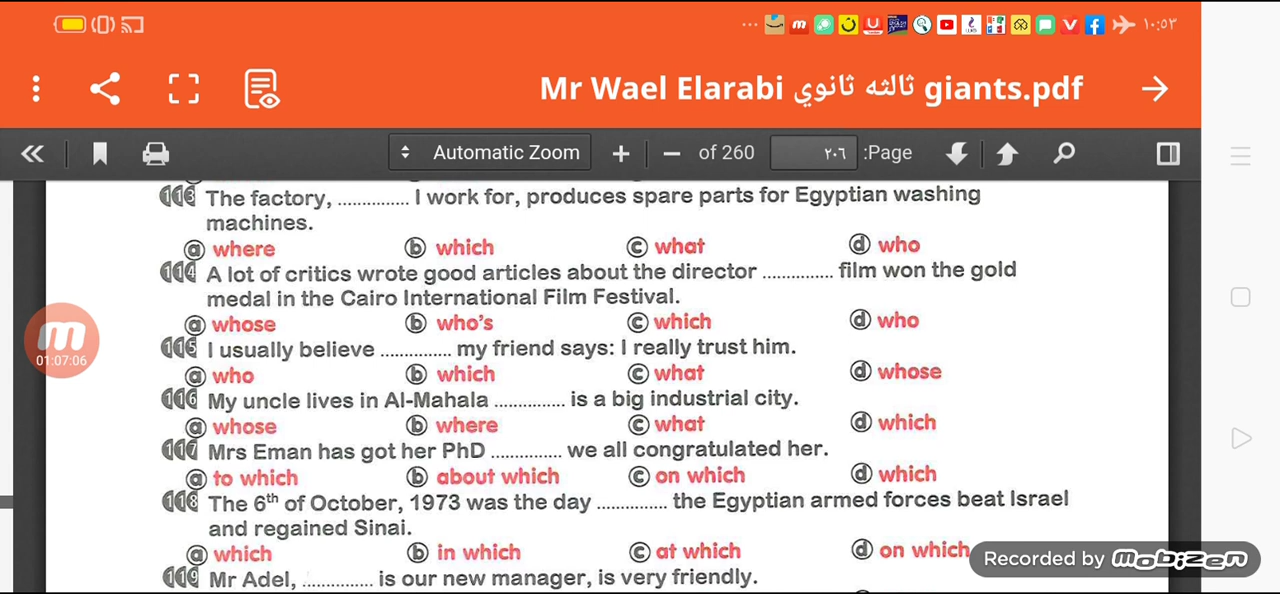 ١٠:٥٣
Mr Wael Elarabi ثالثه ثانوي giants.pdf
Automatic Zoom
of 260
٢٠٦
:Page
113 The factory, .............. I work for, produces spare parts for Egyptian washing
machines.
a where b which c what d who
114 A lot of critics wrote good articles about the director .............. film won the gold
medal in the Cairo International Film Festival.
a whose b who's c which d who
115 I usually believe .............. my friend says: I really trust him.
a who b which c what d whose
116 My uncle lives in Al-Mahala .............. is a big industrial city.
a whose b where c what d which
117 Mrs Eman has got her PhD .............. we all congratulated her.
a to which b about which c on which d which
118 The 6th of October, 1973 was the day .............. the Egyptian armed forces beat Israel
and regained Sinai.
a which b in which c at which d on which
119 Mr Adel, .............. is our new manager, is very friendly.
m
01:07:06
Recorded by mobizen